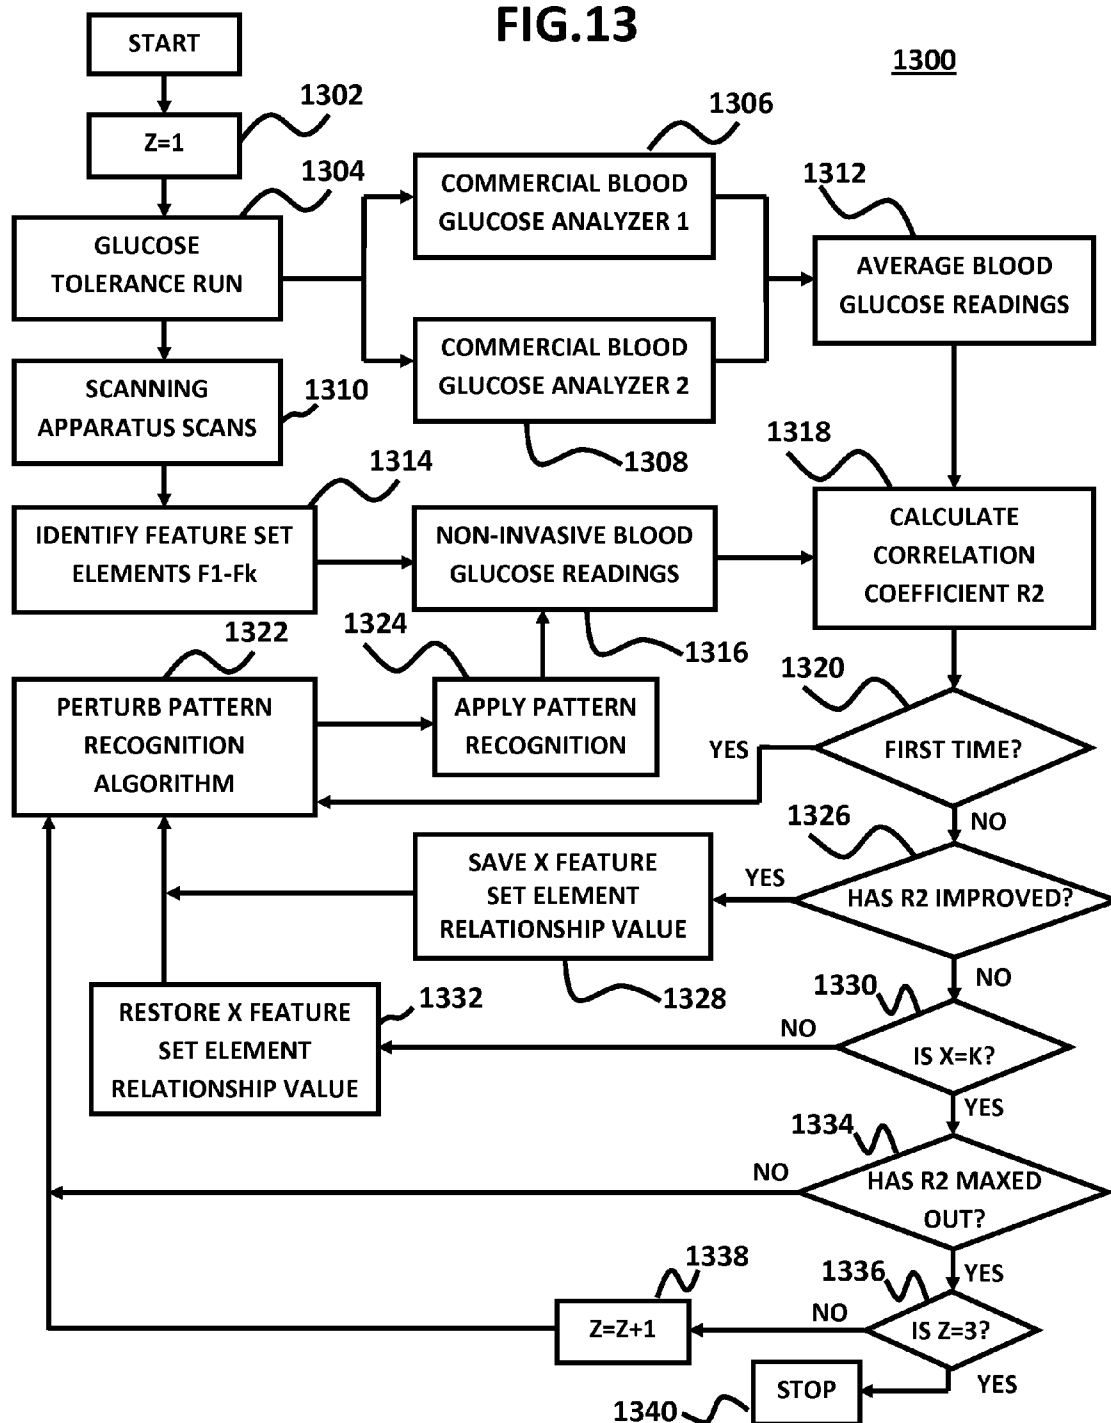 FIG.13
1300
START
1302
Z=1
1304
GLUCOSE
TOLERANCE RUN
1306
COMMERCIAL BLOOD
GLUCOSE ANALYZER 1
1312
AVERAGE BLOOD
GLUCOSE READINGS
COMMERCIAL BLOOD
GLUCOSE ANALYZER 2
1308
SCANNING
APPARATUS SCANS
1310
1314
IDENTIFY FEATURE SET
ELEMENTS F1-Fk
NON-INVASIVE BLOOD
GLUCOSE READINGS
1316
1318
CALCULATE
CORRELATION
COEFFICIENT R2
1322
PERTURB PATTERN
RECOGNITION
ALGORITHM
1324
APPLY PATTERN
RECOGNITION
1320
FIRST TIME?
YES
NO
1326
HAS R2 IMPROVED?
YES
NO
SAVE X FEATURE
SET ELEMENT
RELATIONSHIP VALUE
1328
1330
IS X=K?
NO
YES
1332
RESTORE X FEATURE
SET ELEMENT
RELATIONSHIP VALUE
1334
HAS R2 MAXED
OUT?
NO
YES
1336
IS Z=3?
NO
YES
1338
Z=Z+1
STOP
1340